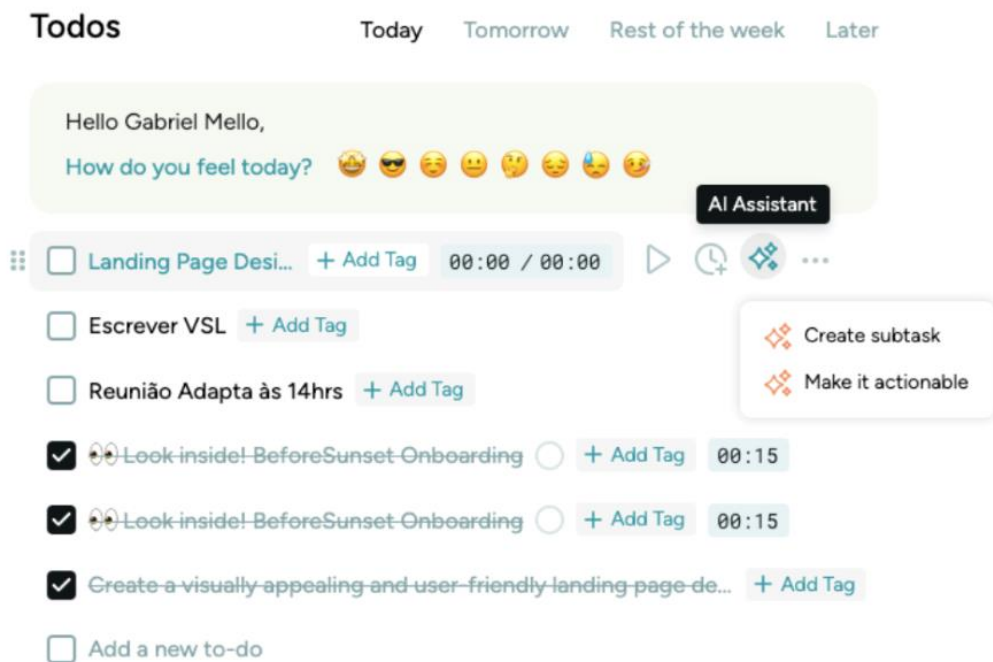 Todos Today Tomorrow Rest of the week Later
Hello Gabriel Mello,
How do you feel today?
AI Assistant
Landing Page Desi... + Add Tag 00:00 / 00:00
Escrever VSL + Add Tag
Create subtask
Reunião Adapta às 14hrs + Add Tag
Make it actionable
Look inside! BeforeSunset Onboarding + Add Tag 00:15
Look inside! BeforeSunset Onboarding + Add Tag 00:15
Create a visually appealing and user-friendly landing page de... + Add Tag
Add a new to-do